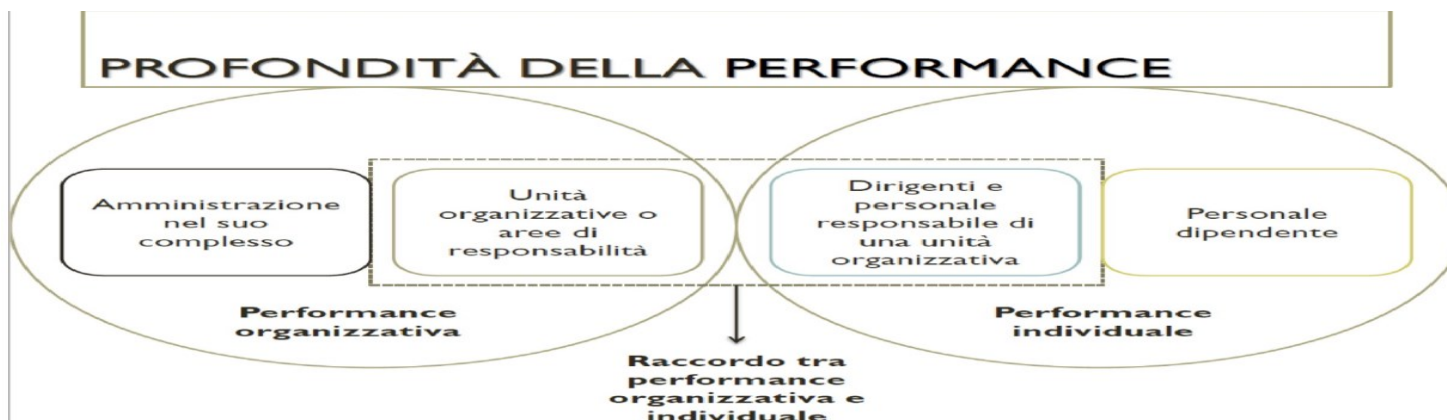 PROFONDITÀ DELLA PERFORMANCE
Amministrazione
nel suo
complesso
Unità
organizzative o
aree di
responsabilità
Dirigenti e
personale
responsabile di
una unità
organizzativa
Personale
dipendente
Performance
organizzativa
Performance
individuale
Raccordo tra
performance
organizzativa e
individuale